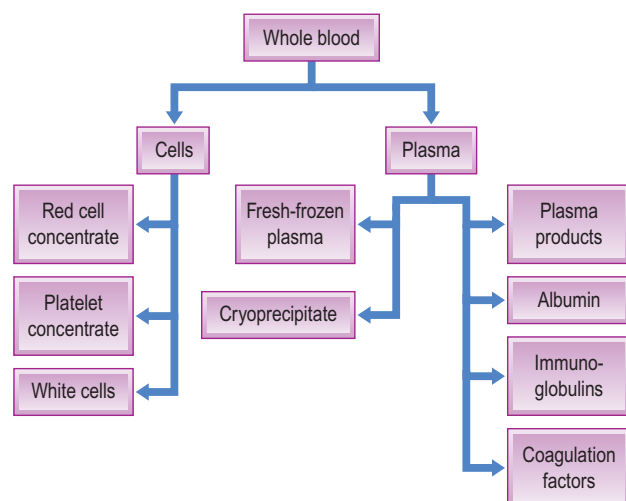 Whole blood
Cells
Plasma
Red cell
concentrate
Platelet
concentrate
White cells
Fresh-frozen
plasma
Cryoprecipitate
Plasma
products
Albumin
Immuno-
globulins
Coagulation
factors